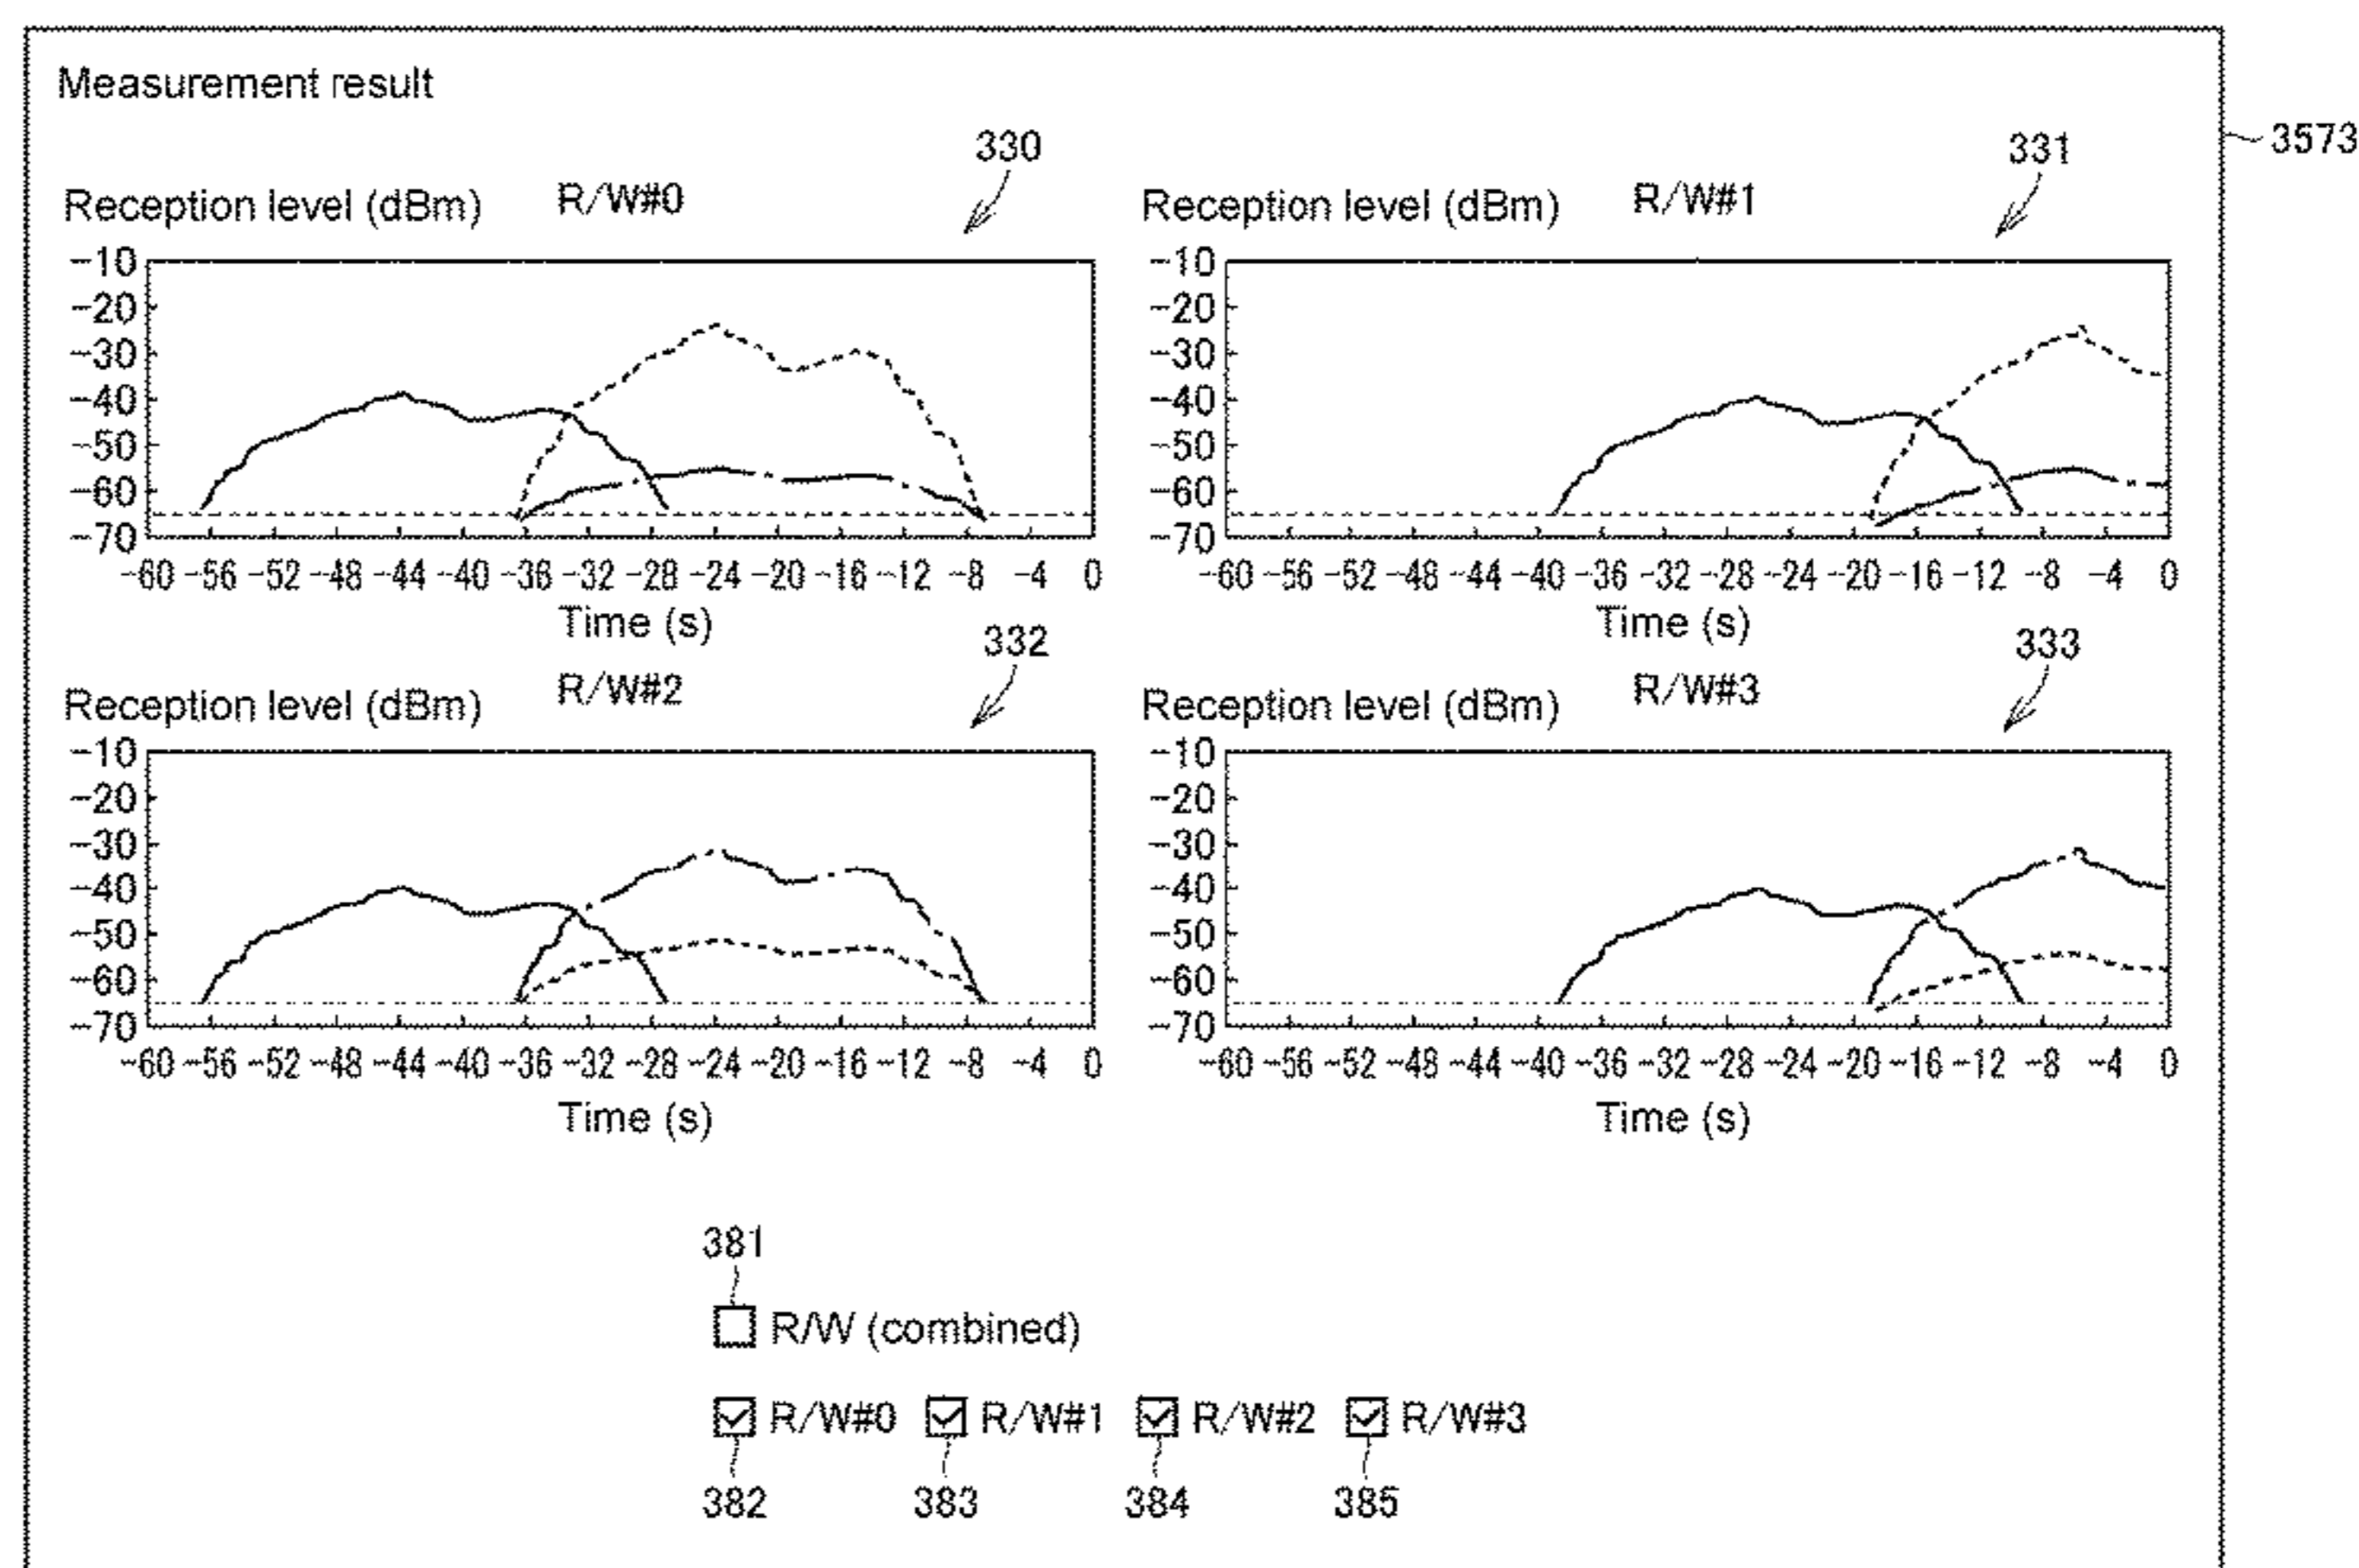 Measurement result
3573
330
331
Reception level (dBm) R/W#0
Reception level (dBm) R/W#1
-10
-20
-30
-40
-50
-60
-70
-60 -56 -52 -48 -44 -40 -36 -32 -28 -24 -20 -16 -12 -8 -4 0
Time (s)
-10
-20
-30
-40
-50
-60
-70
-60 -56 -52 -48 -44 -40 -36 -32 -28 -24 -20 -16 -12 -8 -4 0
Time (s)
332
333
Reception level (dBm) R/W#2
Reception level (dBm) R/W#3
-10
-20
-30
-40
-50
-60
-70
-60 -56 -52 -48 -44 -40 -36 -32 -28 -24 -20 -16 -12 -8 -4 0
Time (s)
-10
-20
-30
-40
-50
-60
-70
-60 -56 -52 -48 -44 -40 -36 -32 -28 -24 -20 -16 -12 -8 -4 0
Time (s)
381
R/W (combined)
R/W#0 R/W#1 R/W#2 R/W#3
382 383 384 385